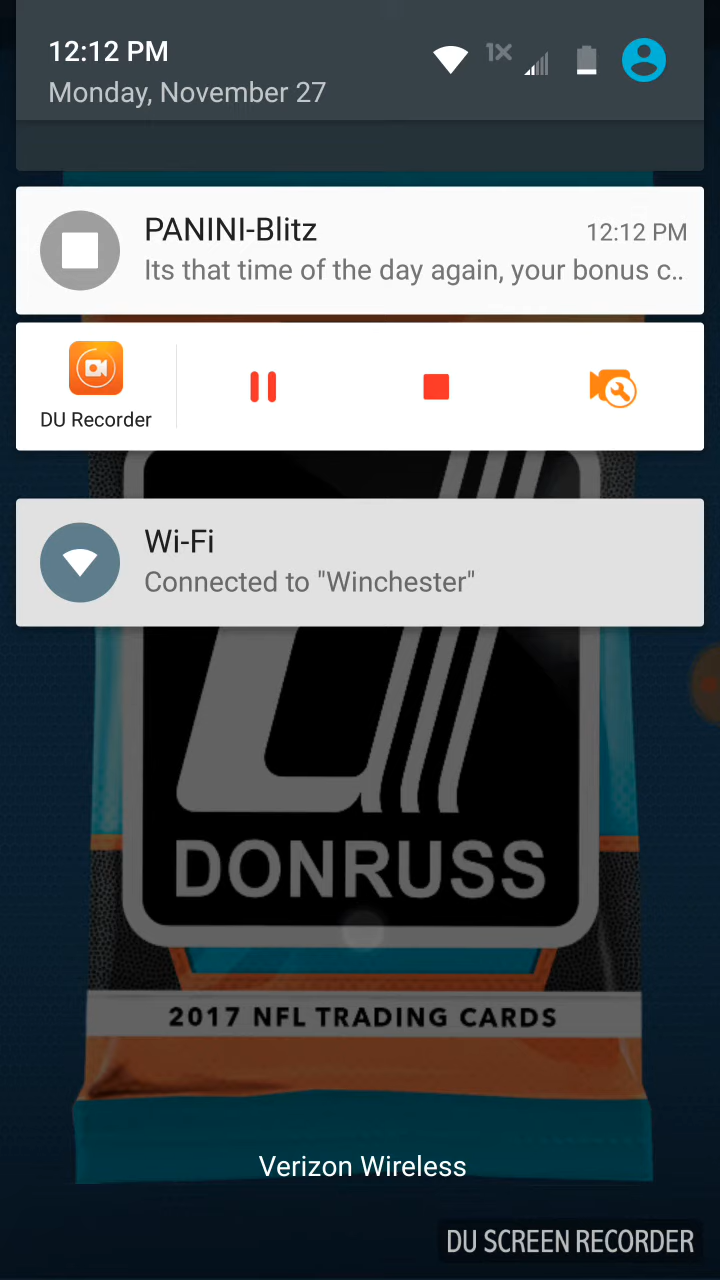 12:12 PM
1X
Monday, November 27
PANINI-Blitz
12:12 PM
Its that time of the day again, your bonus c..
DU Recorder
Wi-Fi
Connected to "Winchester"
DONRUSS
2017 NFL TRADING CARDS
Verizon Wireless
DU SCREEN RECORDER